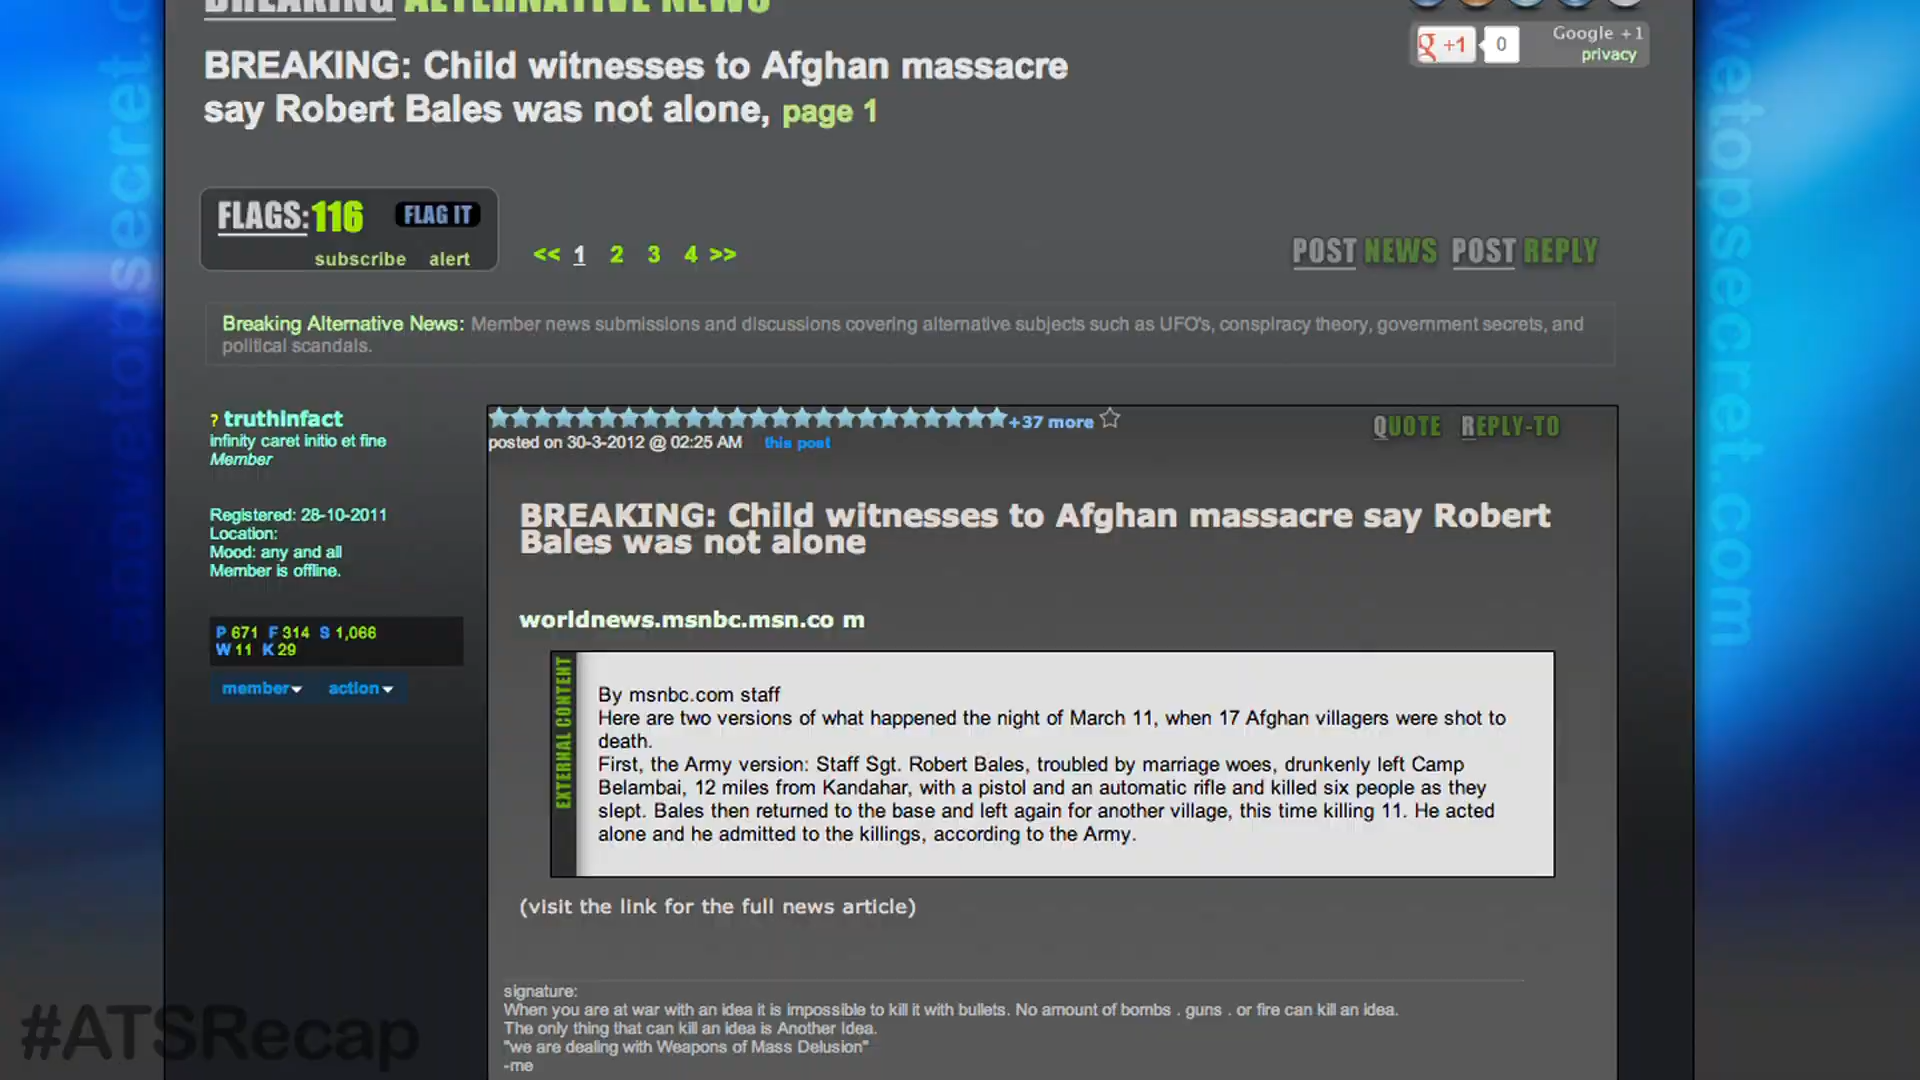 BREAKING ALTERNATIVE NEWS
BREAKING: Child witnesses to Afghan massacre
say Robert Bales was not alone, page 1
g +1 0 Google +1
privacy
FLAGS:116 FLAG IT
subscribe alert
<< 1 2 3 4 >>
POST NEWS POST REPLY
Breaking Alternative News: Member news submissions and discussions covering alternative subjects such as UFO's, conspiracy theory, government secrets, and
political scandals.
? truthinfact
infinity caret initio et fine
Member
Registered: 28-10-2011
Location:
Mood: any and all
Member is offline.
P 671 F 314 S 1,066
W 11 K 29
member action
+37 more
posted on 30-3-2012 @ 02:25 AM this post
QUOTE REPLY-TO
BREAKING: Child witnesses to Afghan massacre say Robert
Bales was not alone
worldnews.msnbc.msn.co m
EXTERNAL CONTENT
By msnbc.com staff
Here are two versions of what happened the night of March 11, when 17 Afghan villagers were shot to
death.
First, the Army version: Staff Sgt. Robert Bales, troubled by marriage woes, drunkenly left Camp
Belambai, 12 miles from Kandahar, with a pistol and an automatic rifle and killed six people as they
slept. Bales then returned to the base and left again for another village, this time killing 11. He acted
alone and he admitted to the killings, according to the Army.
(visit the link for the full news article)
signature:
When you are at war with an idea it is impossible to kill it with bullets. No amount of bombs . guns . or fire can kill an idea.
The only thing that can kill an idea is Another Idea.
"we are dealing with Weapons of Mass Delusion"
-me
#ATSRecap
abovetopsecret.c
vetopsecret.com